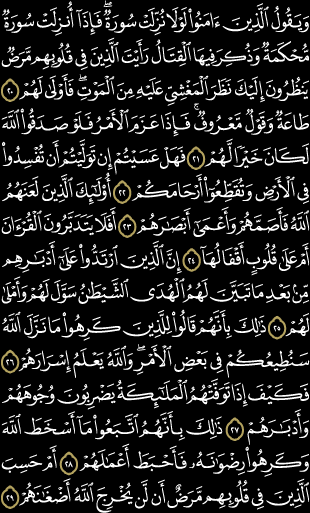 وَيَقُولُ ٱلَّذِينَ ءَامَنُوا۟ لَوْلَا نُزِّلَتْ سُورَةٌ ۖ فَإِذَآ أُنزِلَتْ سُورَةٌ
مُّحْكَمَةٌ وَذُكِرَ فِيهَا ٱلْقِتَالُ ۙ رَأَيْتَ ٱلَّذِينَ فِى قُلُوبِهِم مَّرَضٌ
يَنظُرُونَ إِلَيْكَ نَظَرَ ٱلْمَغْشِىِّ عَلَيْهِ مِنَ ٱلْمَوْتِ ۖ فَأَوْلَىٰ لَهُمْ ٢٠
طَاعَةٌ وَقَوْلٌ مَّعْرُوفٌ ۚ فَإِذَا عَزَمَ ٱلْأَمْرُ فَلَوْ صَدَقُوا۟ ٱللَّهَ
لَكَانَ خَيْرًا لَّهُمْ ٢١ فَهَلْ عَسَيْتُمْ إِن تَوَلَّيْتُمْ أَن تُفْسِدُوا۟
فِى ٱلْأَرْضِ وَتُقَطِّعُوٓا۟ أَرْحَامَكُمْ ٢٢ أُو۟لَٰٓئِكَ ٱلَّذِينَ لَعَنَهُمُ
ٱللَّهُ فَأَصَمَّهُمْ وَأَعْمَىٰٓ أَبْصَٰرَهُمْ ٢٣ أَفَلَا يَتَدَبَّرُونَ ٱلْقُرْءَانَ
أَمْ عَلَىٰ قُلُوبٍ أَقْفَالُهَآ ٢٤ إِنَّ ٱلَّذِينَ ٱرْتَدُّوا۟ عَلَىٰٓ أَدْبَٰرِهِم
مِّنۢ بَعْدِ مَا تَبَيَّنَ لَهُمُ ٱلْهُدَى ۙ ٱلشَّيْطَٰنُ سَوَّلَ لَهُمْ وَأَمْلَىٰ
لَهُمْ ٢٥ ذَٰلِكَ بِأَنَّهُمْ قَالُوا۟ لِلَّذِينَ كَرِهُوا۟ مَا نَزَّلَ ٱللَّهُ
سَنُطِيعُكُمْ فِى بَعْضِ ٱلْأَمْرِ ۖ وَٱللَّهُ يَعْلَمُ إِسْرَارَهُمْ ٢٦
فَكَيْفَ إِذَا تَوَفَّتْهُمُ ٱلْمَلَٰٓئِكَةُ يَضْرِبُونَ وُجُوهَهُمْ
وَأَدْبَٰرَهُمْ ٢٧ ذَٰلِكَ بِأَنَّهُمُ ٱتَّبَعُوا۟ مَآ أَسْخَطَ ٱللَّهَ
وَكَرِهُوا۟ رِضْوَٰنَهُۥ فَأَحْبَطَ أَعْمَٰلَهُمْ ٢٨ أَمْ حَسِبَ
ٱلَّذِينَ فِى قُلُوبِهِم مَّرَضٌ أَن لَّن يُخْرِجَ ٱللَّهُ أَضْغَٰنَهُمْ ٢٩